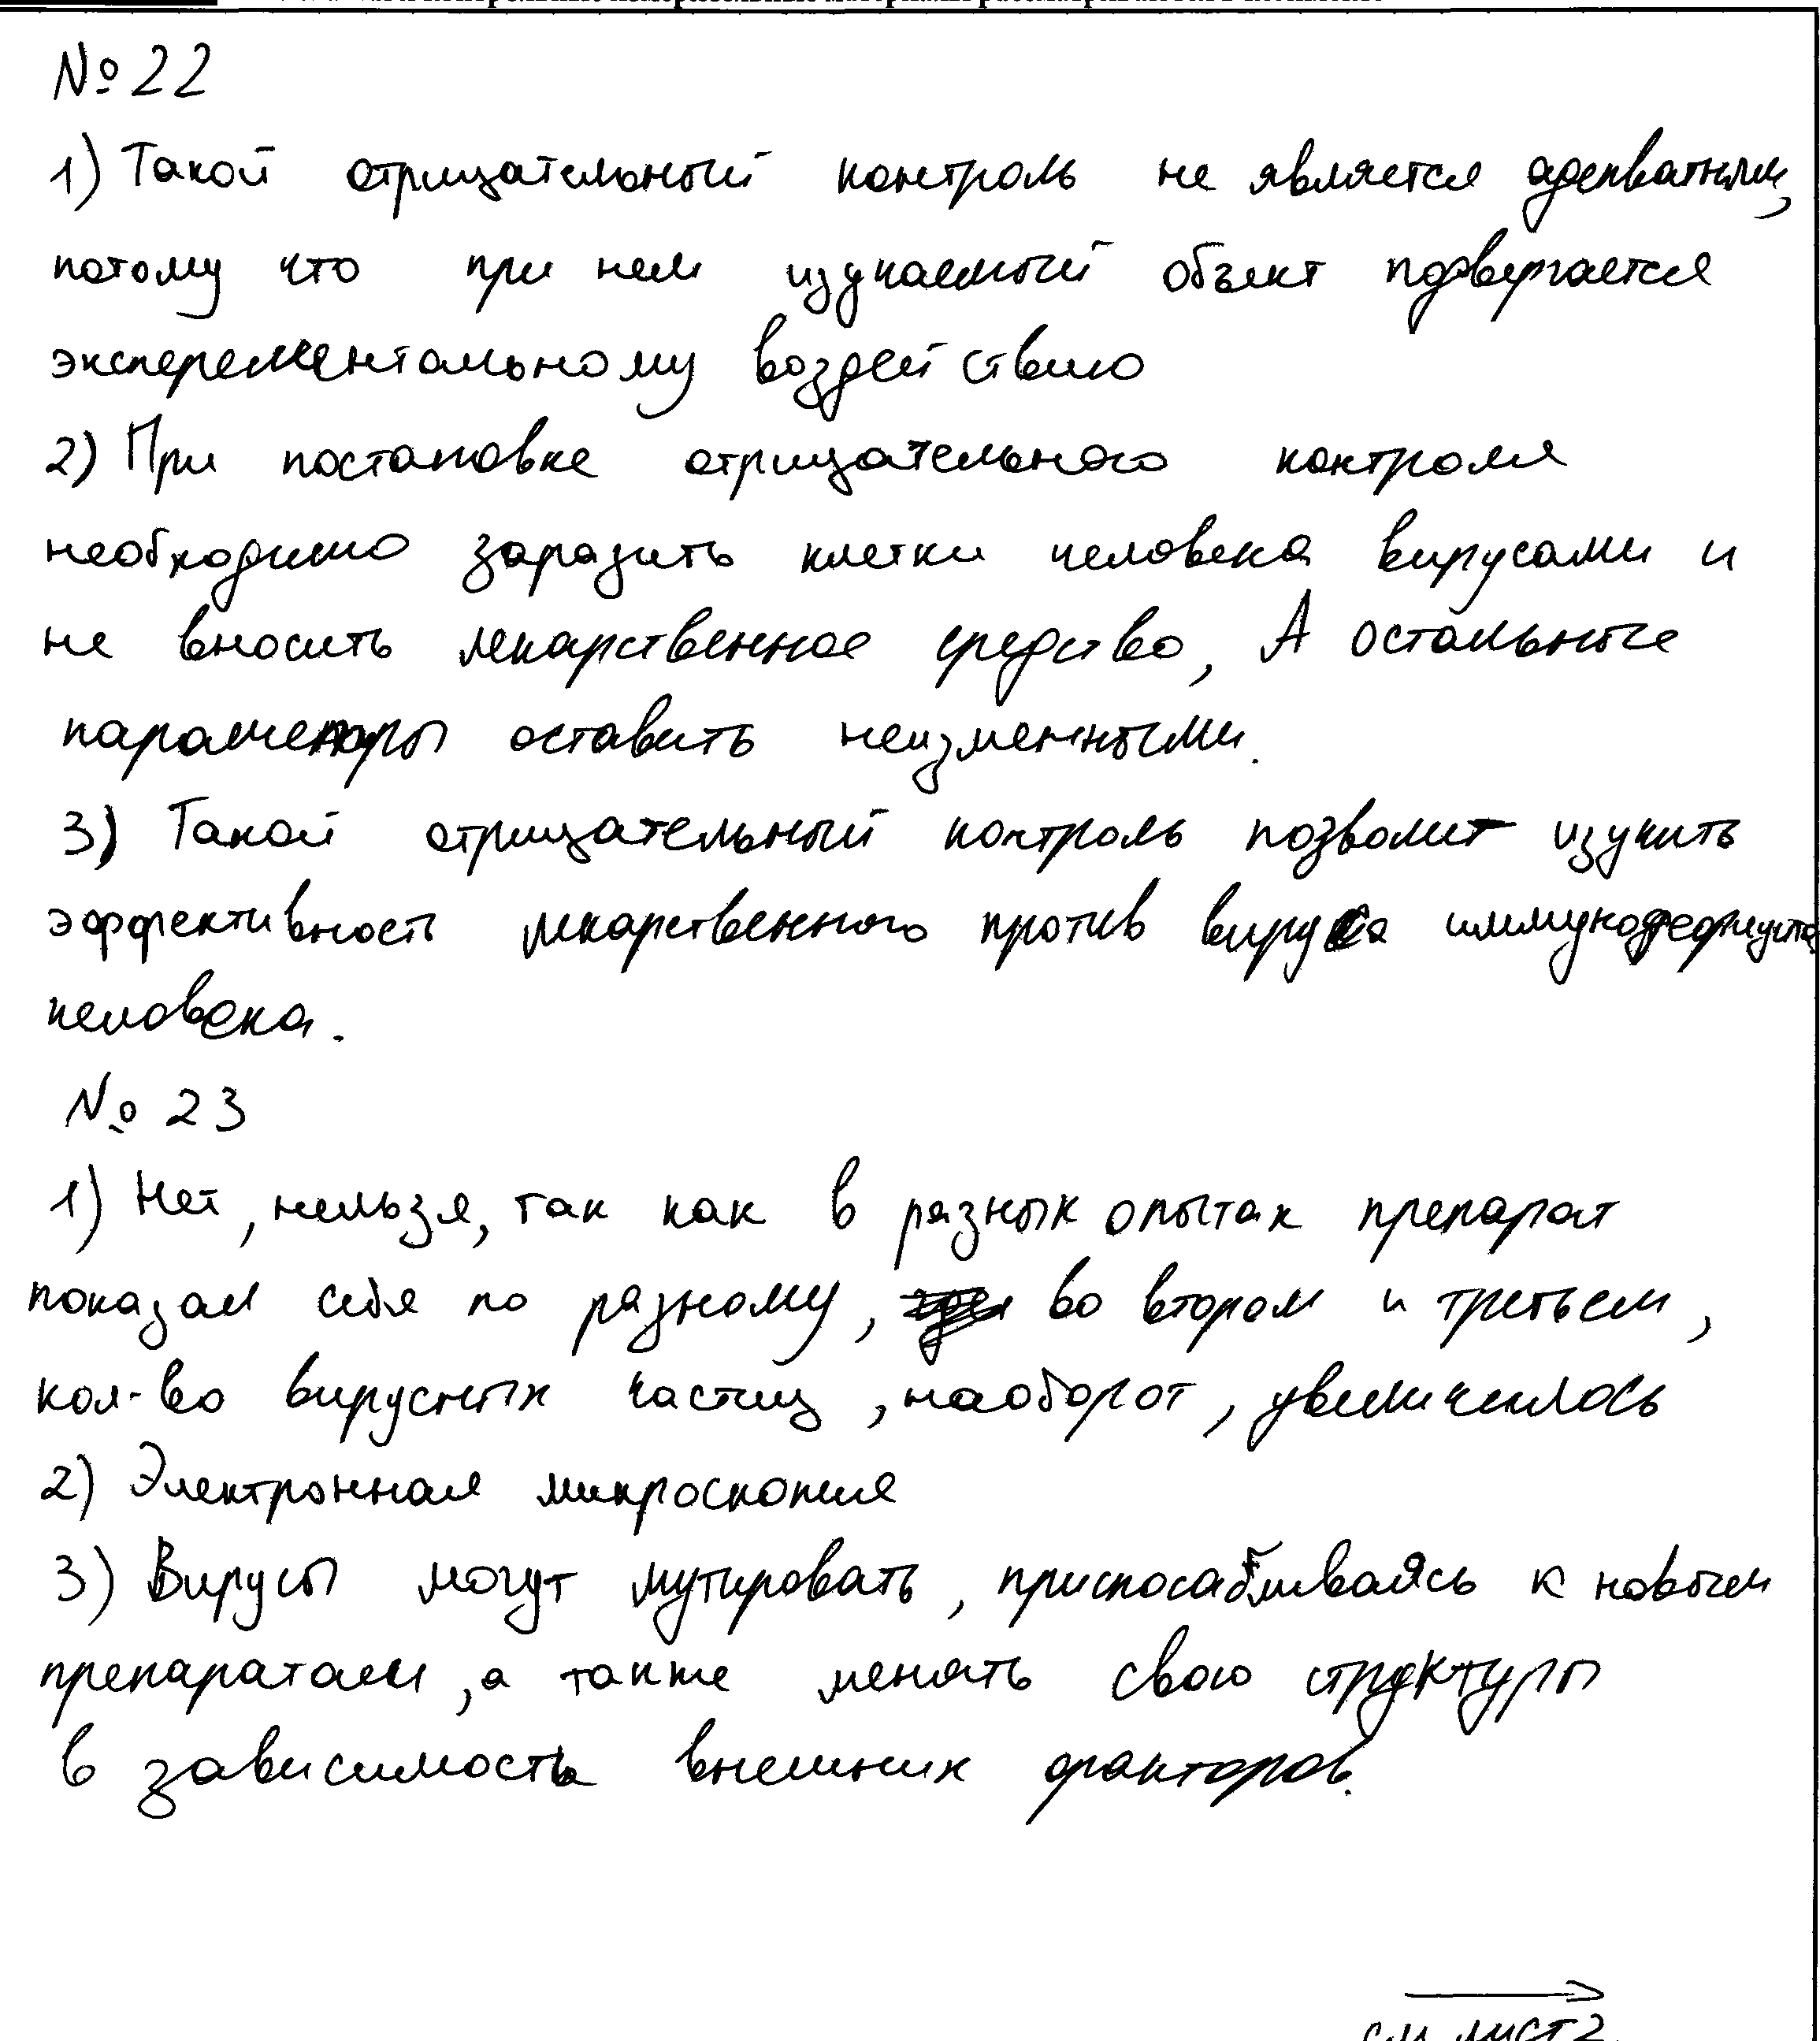 № 22
1) Такой отрицательный контроль не является адекватным,
потому что при нем изучаемый объект подвергается
эксперементальному воздействию
2) При постановке отрицательного контроля
необходимо заразить клетки человека вирусами и
не вносить лекарственное средство, А остальные
параметры оставить неизменными.
3) Такой отрицательный контроль позволит изучить
эффективность лекарственного против вируса иммунодефицита
человека.
№ 23
1) Нет, нельзя, так как в разных опытах препарат
показал себя по разному, во втором и третьем,
кол-во вирусных частиц, наоборот, увеличилось
2) Электронная микроскопия
3) Вирусы могут мутировать, приспосабливаясь к новым
препаратам, а также менять свою структуры
в зависимость внешних факторов.
см лист 2